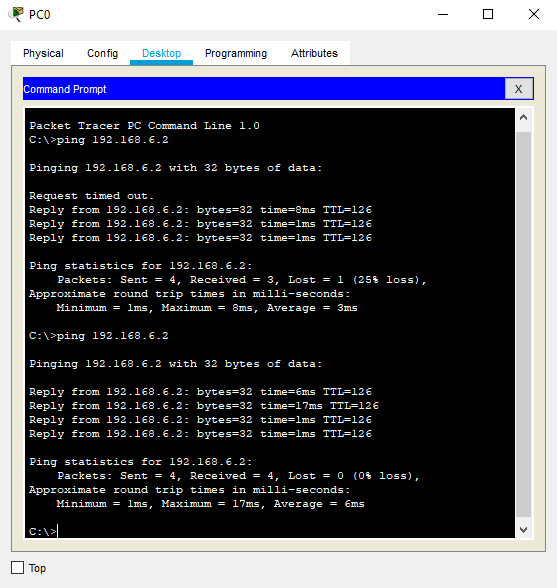 PC0
Physical Config Desktop Programming Attributes
Command Prompt X
Packet Tracer PC Command Line 1.0
C:\>ping 192.168.6.2
Pinging 192.168.6.2 with 32 bytes of data:
Request timed out.
Reply from 192.168.6.2: bytes=32 time=8ms TTL=126
Reply from 192.168.6.2: bytes=32 time=1ms TTL=126
Reply from 192.168.6.2: bytes=32 time=1ms TTL=126
Ping statistics for 192.168.6.2:
Packets: Sent = 4, Received = 3, Lost = 1 (25% loss),
Approximate round trip times in milli-seconds:
Minimum = 1ms, Maximum = 8ms, Average = 3ms
C:\>ping 192.168.6.2
Pinging 192.168.6.2 with 32 bytes of data:
Reply from 192.168.6.2: bytes=32 time=6ms TTL=126
Reply from 192.168.6.2: bytes=32 time=17ms TTL=126
Reply from 192.168.6.2: bytes=32 time=1ms TTL=126
Reply from 192.168.6.2: bytes=32 time=1ms TTL=126
Ping statistics for 192.168.6.2:
Packets: Sent = 4, Received = 4, Lost = 0 (0% loss),
Approximate round trip times in milli-seconds:
Minimum = 1ms, Maximum = 17ms, Average = 6ms
C:\>
Top